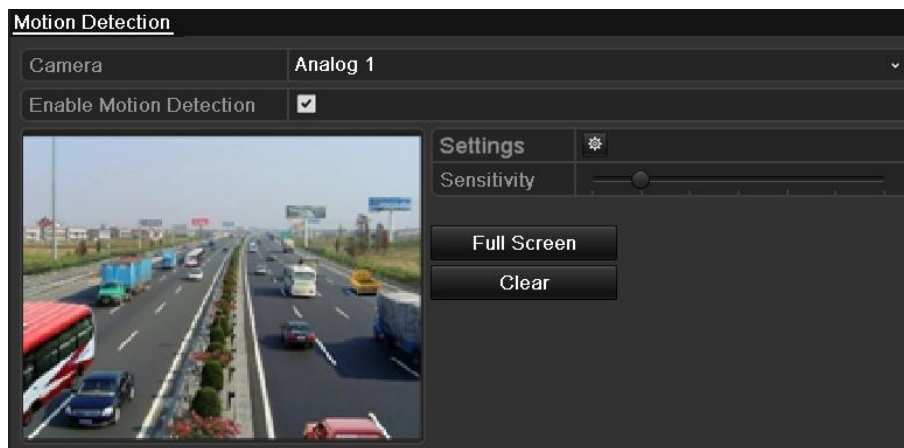 Motion Detection
Camera
Analog 1
Enable Motion Detection
Settings
Sensitivity
Full Screen
Clear